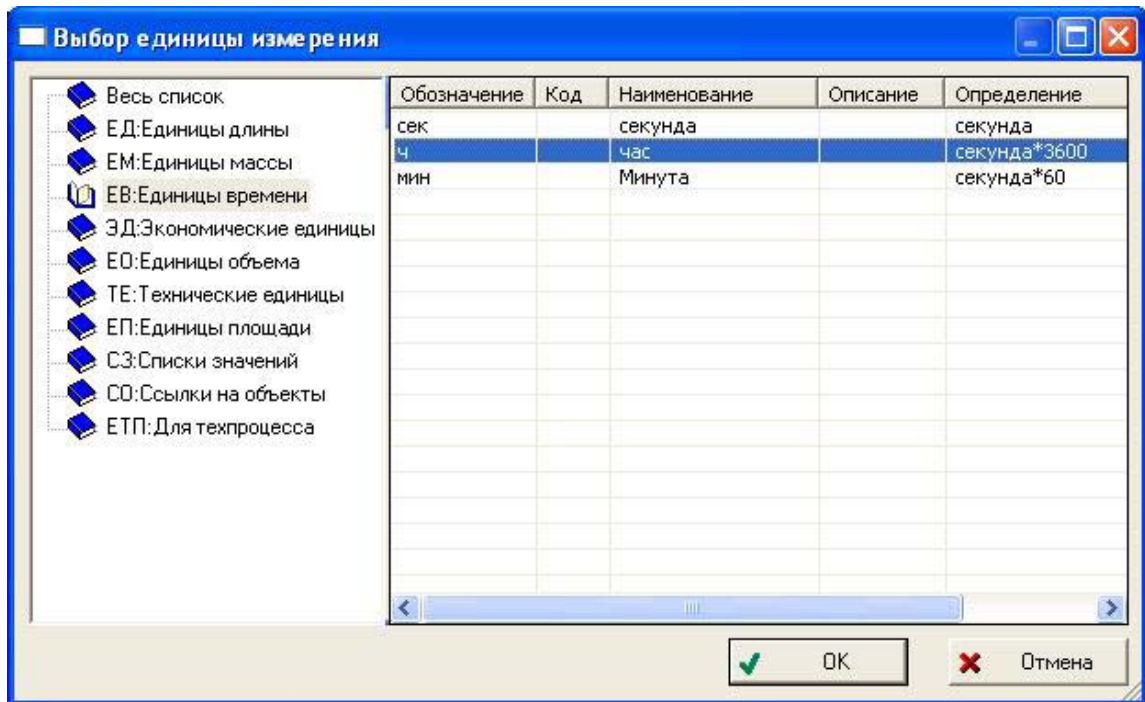 Выбор единицы измерения
Весь список
ЕД:Единицы длины
ЕМ:Единицы массы
ЕВ:Единицы времени
ЭД:Экономические единицы
ЕО:Единицы объема
ТЕ:Технические единицы
ЕП:Единицы площади
СЗ:Списки значений
СО:Ссылки на объекты
ЕТП:Для техпроцесса
Обозначение Код Наименование Описание Определение
сек секунда секунда
ч час секунда*3600
мин Минута секунда*60
OK Отмена